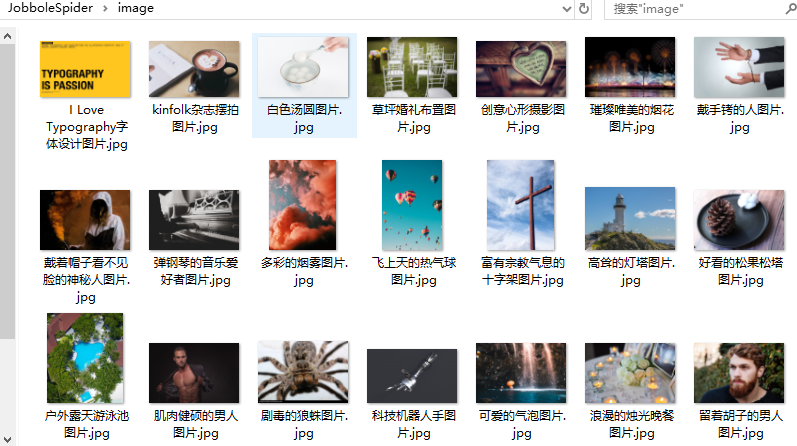 JobboleSpider > image
搜索"image"
TYPOGRAPHY
IS PASSION
I Love
Typography字
体设计图片.jpg
kinfolk杂志摆拍
图片.jpg
白色汤圆图片.
jpg
草坪婚礼布置图
片.jpg
创意心形摄影图
片.jpg
璀璨唯美的烟花
图片.jpg
戴手铐的人图片.
jpg
戴着帽子看不见
脸的神秘人图片.
jpg
弹钢琴的音乐爱
好者图片.jpg
多彩的烟雾图片.
jpg
飞上天的热气球
图片.jpg
富有宗教气息的
十字架图片.jpg
高耸的灯塔图片.
jpg
好看的松果松塔
图片.jpg
户外露天游泳池
图片.jpg
肌肉健硕的男人
图片.jpg
剧毒的狼蛛图片.
jpg
科技机器人手图
片.jpg
可爱的气泡图片.
jpg
浪漫的烛光晚餐
图片.jpg
留着胡子的男人
图片.jpg